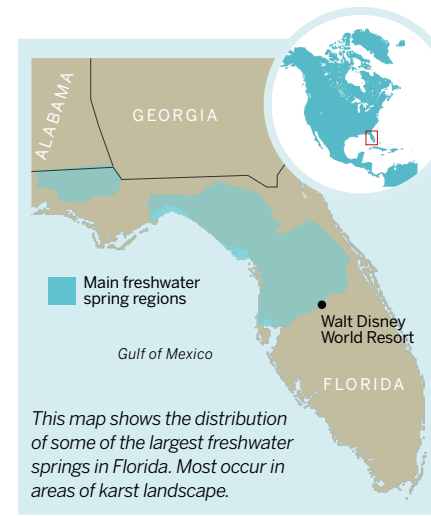 ALABAMA
GEORGIA
Main freshwater
spring regions
Walt Disney
World Resort
Gulf of Mexico
FLORIDA
This map shows the distribution
of some of the largest freshwater
springs in Florida. Most occur in
areas of karst landscape.